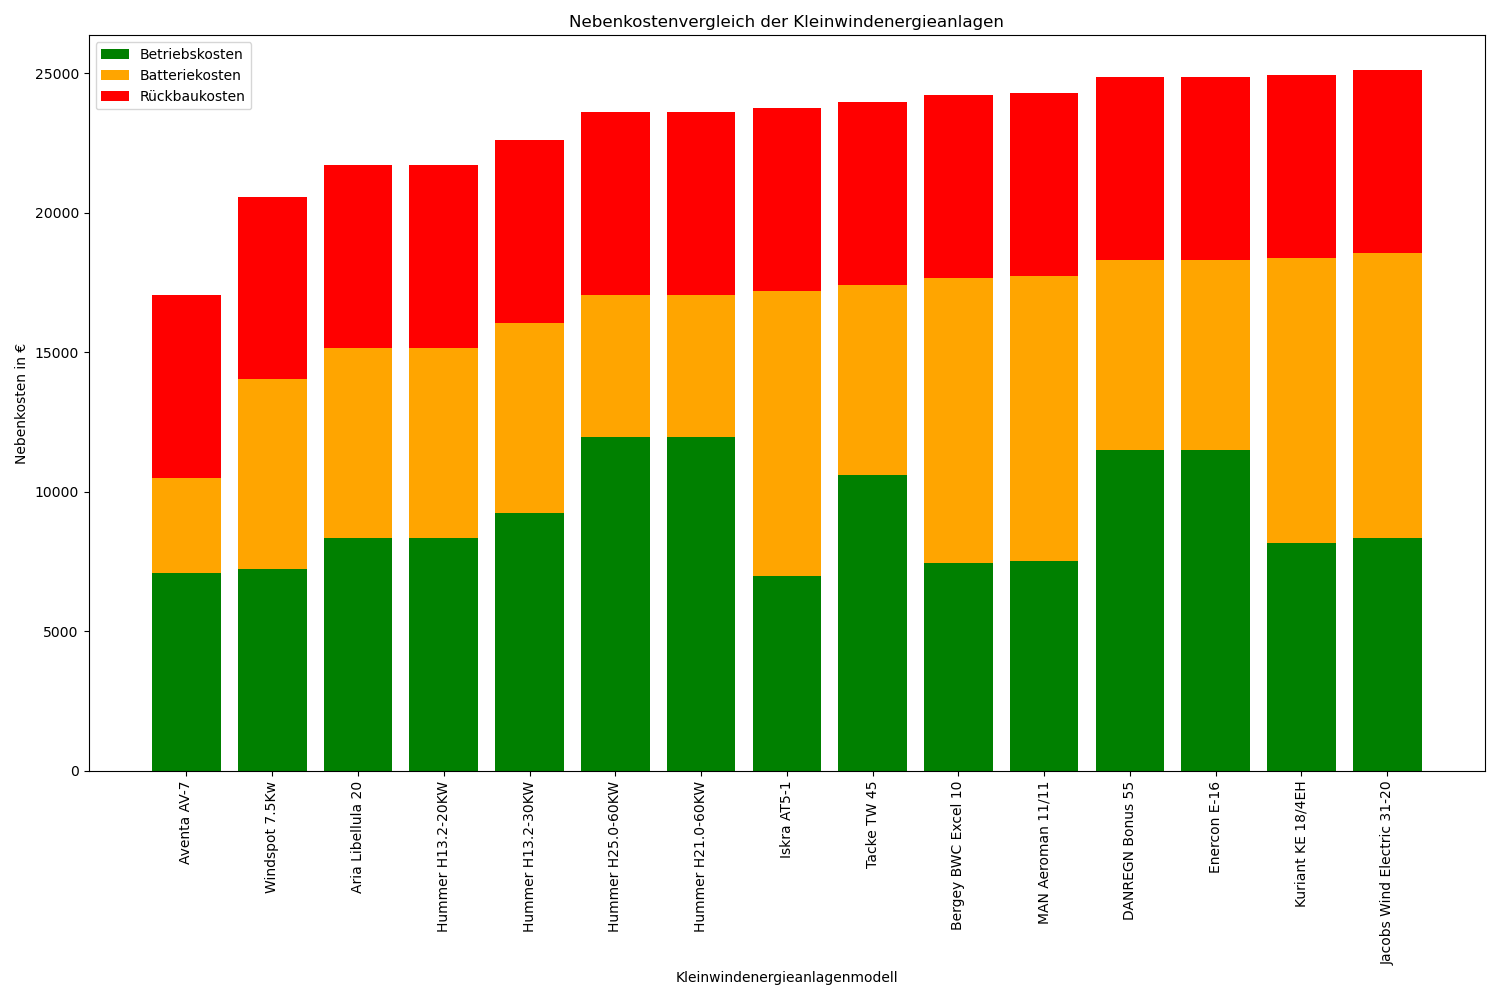 Nebenkostenvergleich der Kleinwindenergieanlagen
Betriebskosten
Batteriekosten
Rückbaukosten
Nebenkosten in €
25000
20000
15000
10000
5000
0
Aventa AV-7
Windspot 7.5Kw
Aria Libellula 20
Hummer H13.2-20KW
Hummer H13.2-30KW
Hummer H25.0-60KW
Hummer H21.0-60KW
Iskra AT5-1
Tacke TW 45
Bergey BWC Excel 10
MAN Aeroman 11/11
DANREGN Bonus 55
Enercon E-16
Kuriant KE 18/4EH
Jacobs Wind Electric 31-20
Kleinwindenergieanlagenmodell